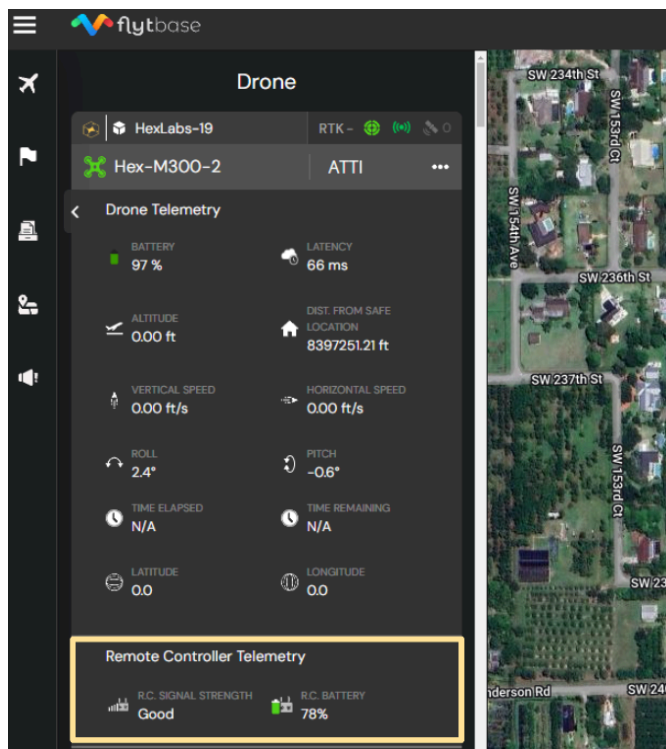 flytbase
Drone
HexLabs-19
RTK -
0
Hex-M300-2
ATTI
Drone Telemetry
BATTERY
97 %
LATENCY
66 ms
ALTITUDE
0.00 ft
DIST. FROM SAFE
LOCATION
8397251.21 ft
VERTICAL SPEED
0.00 ft/s
HORIZONTAL SPEED
0.00 ft/s
ROLL
2.4°
PITCH
-0.6°
TIME ELAPSED
N/A
TIME REMAINING
N/A
LATITUDE
0.0
LONGITUDE
0.0
Remote Controller Telemetry
R.C. SIGNAL STRENGTH
Good
R.C. BATTERY
78%
SW 234th St
SW 153rd Ct
SW 154th Ave
SW 236th St
SW 237th St
SW 153rd Ct
SW 23
nderson Rd
SW 24